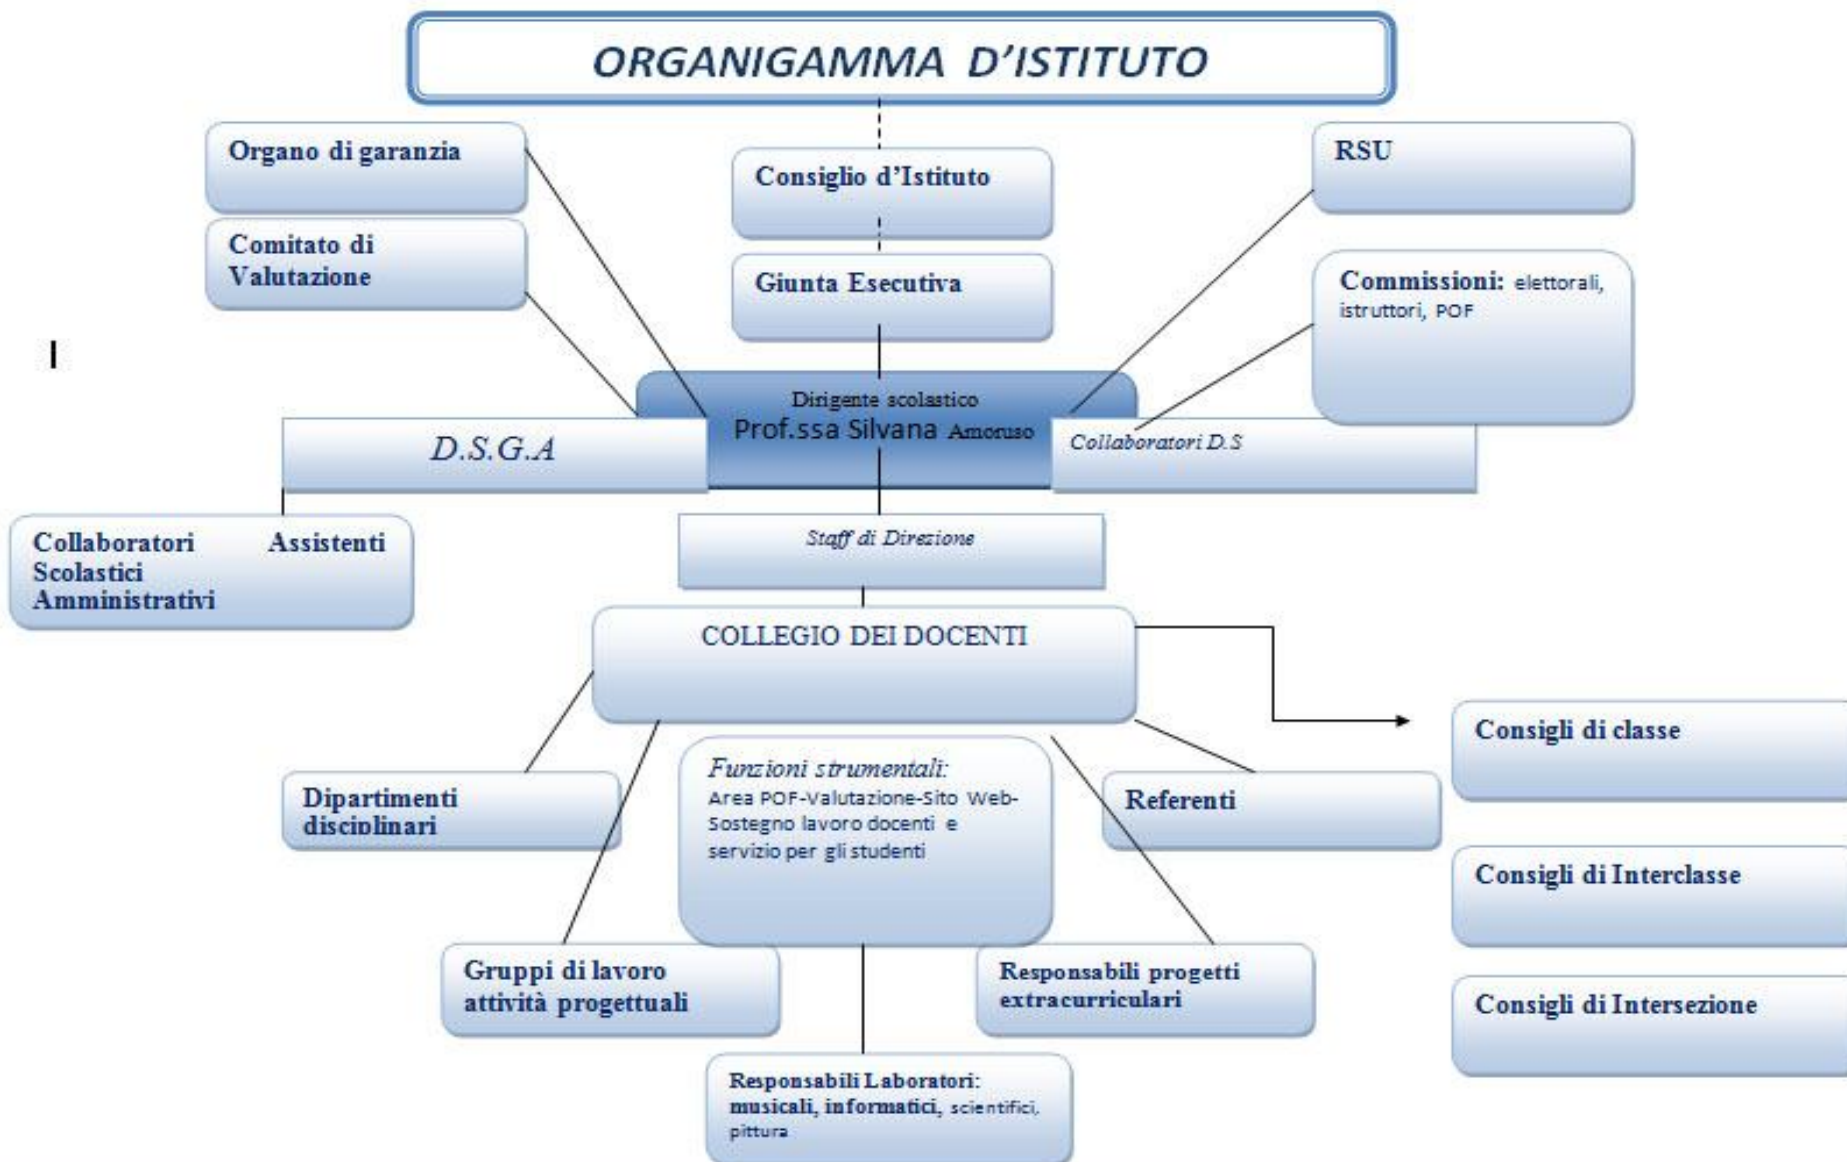 ORGANIGAMMA D'ISTITUTO
Organo di garanzia
Consiglio d'Istituto
RSU
Comitato di
Valutazione
Giunta Esecutiva
Commissioni: elettorali,
istruttori, POF
Dirigente scolastico
Prof.ssa Silvana Amoruso
D.S.G.A
Collaboratori D.S
Collaboratori Assistenti
Scolastici
Amministrativi
Staff di Direzione
COLLEGIO DEI DOCENTI
Consigli di classe
Dipartimenti
disciplinari
Funzioni strumentali:
Area POF-Valutazione-Sito Web-
Sostegno lavoro docenti e
servizio per gli studenti
Referenti
Consigli di Interclasse
Gruppi di lavoro
attività progettuali
Responsabili progetti
extracurriculari
Consigli di Intersezione
Responsabili Laboratori:
musicali, informatici, scientifici,
pittura